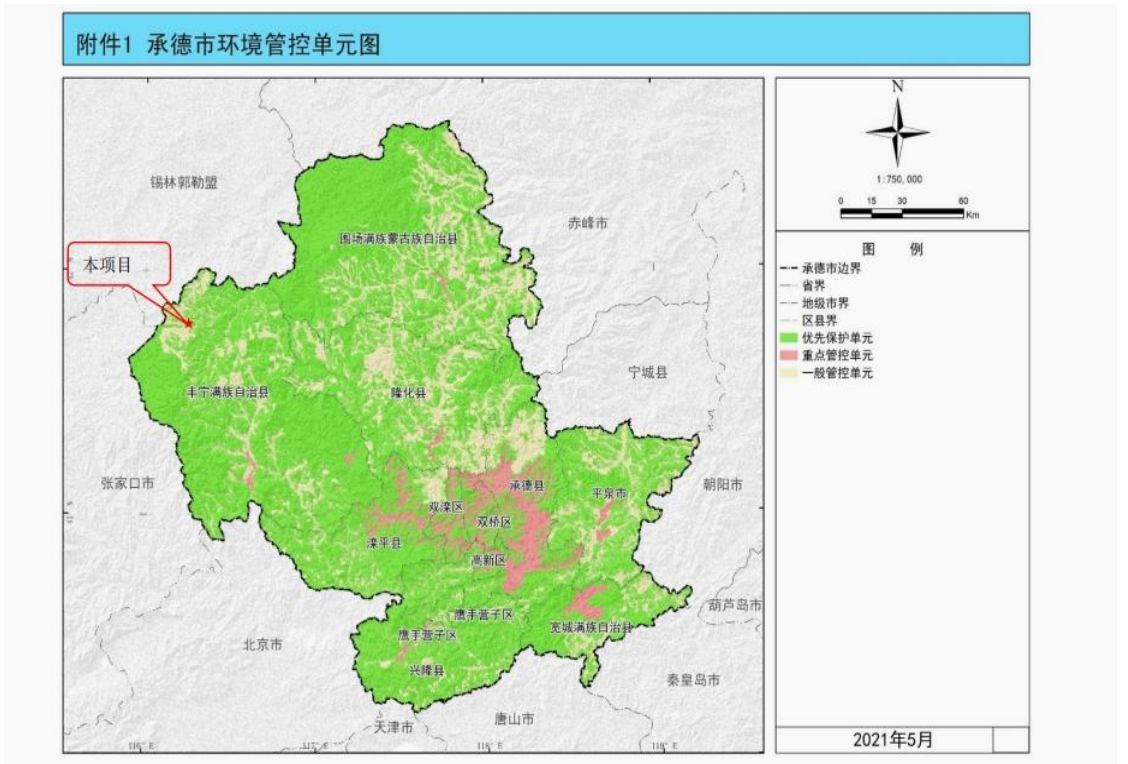 附件1 承德市环境管控单元图
锡林郭勒盟
赤峰市
围场满族蒙古族自治县
本项目
宁城县
丰宁满族自治县
隆化县
张家口市
承德县
平泉市
朝阳市
双滦区
双桥区
滦平县
高新区
葫芦岛市
鹰手营子区
宽城满族自治县
鹰手营子区
北京市
兴隆县
秦皇岛市
唐山市
天津市
116° E
117° E
118° E
N
1:750,000
0 15 30 60
Km
图 例
承德市边界
省界
地级市界
区县界
优先保护单元
重点管控单元
一般管控单元
2021年5月